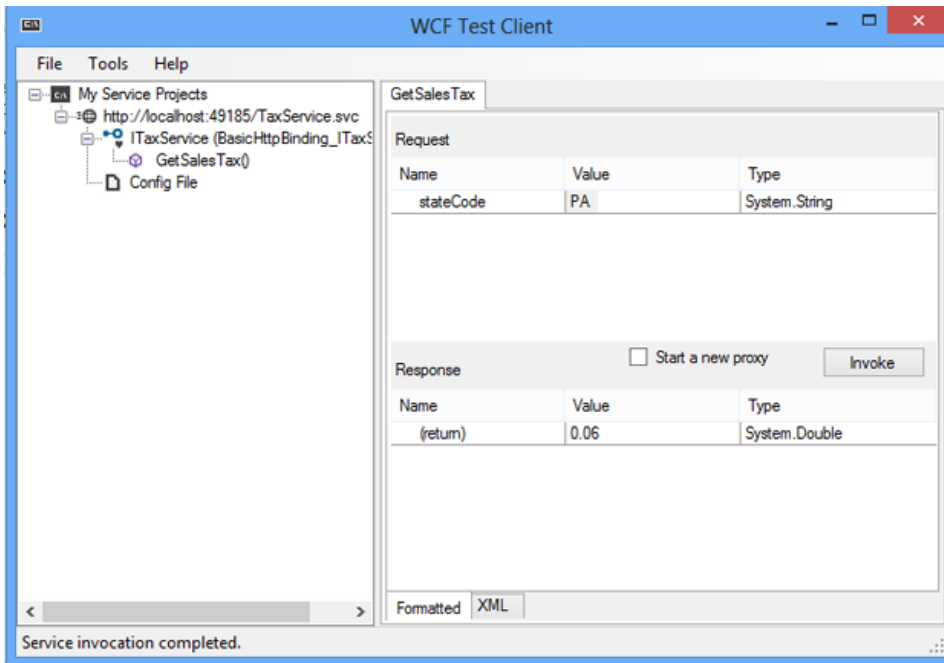 WCF Test Client
File Tools Help
My Service Projects
http://localhost:49185/TaxService.svc
ITaxService (BasicHttpBinding_ITaxS
GetSalesTax()
Config File
GetSalesTax
Request
Name Value Type
stateCode PA System.String
Response Start a new proxy Invoke
Name Value Type
(return) 0.06 System.Double
Formatted XML
Service invocation completed.